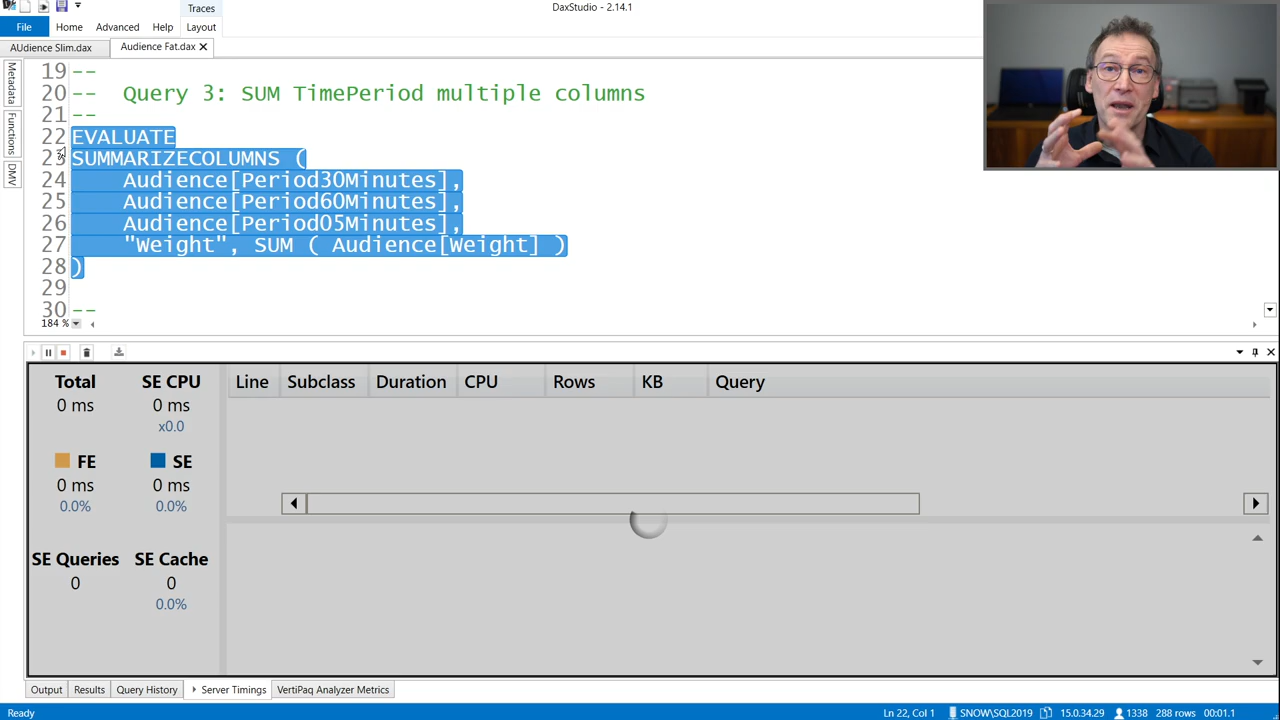 Traces
DaxStudio - 2.14.1
File Home Advanced Help Layout
AUdience Slim.dax Audience Fat.dax
Metadata
Functions
DMV
19 --
20 -- Query 3: SUM TimePeriod multiple columns
21 --
22 EVALUATE
23 SUMMARIZECOLUMNS (
24 Audience[Period30Minutes],
25 Audience[Period60Minutes],
26 Audience[Period05Minutes],
27 "Weight", SUM ( Audience[Weight] )
28 )
29
30 --
184 %
Total SE CPU Line Subclass Duration CPU Rows KB Query
0 ms 0 ms
x0.0
FE SE
0 ms 0 ms
0.0% 0.0%
SE Queries SE Cache
0 0
0.0%
Output Results Query History Server Timings VertiPaq Analyzer Metrics
Ready Ln 22, Col 1 SNOW\SQL2019 15.0.34.29 1338 288 rows 00:01.1